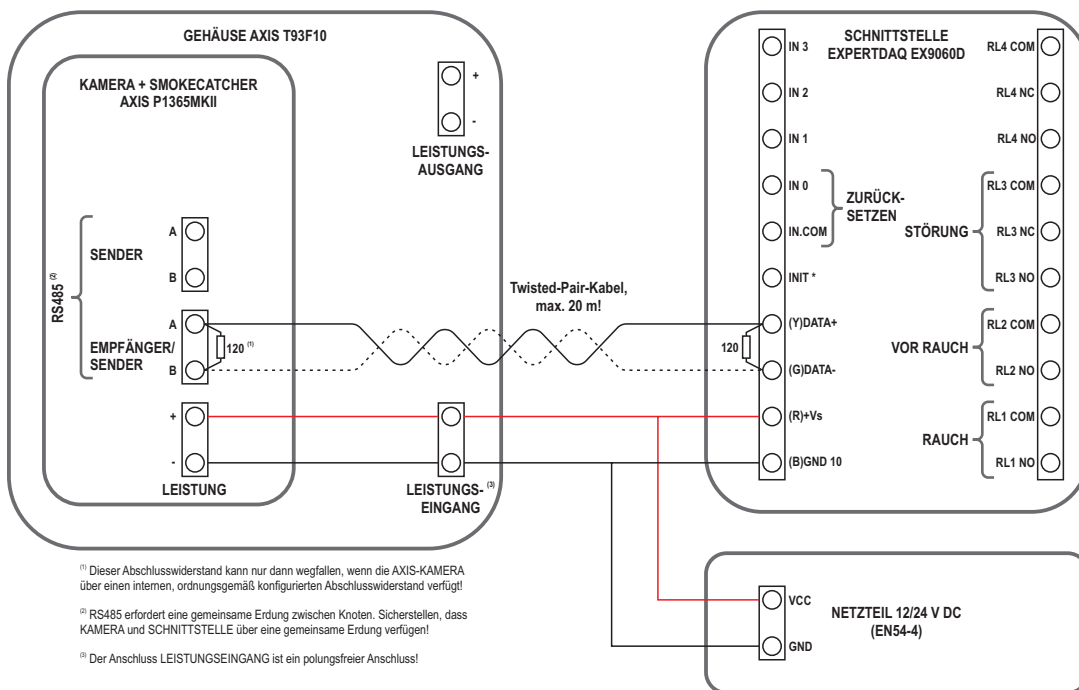 GEHÄUSE AXIS T93F10
KAMERA + SMOKECATCHER
AXIS P1365MKII
+
-
LEISTUNGS-
AUSGANG
RS485 (2)
SENDER
A
B
EMPFÄNGER/
SENDER
A
B
120 (1)
+
-
LEISTUNG
LEISTUNGS- (3)
EINGANG
Twisted-Pair-Kabel,
max. 20 m!
SCHNITTSTELLE
EXPERTDAQ EX9060D
IN 3
IN 2
IN 1
IN 0
IN.COM
ZURÜCK-
SETZEN
INIT *
(Y)DATA+
120
(G)DATA-
(R)+Vs
(B)GND 10
RL4 COM
RL4 NC
RL4 NO
STÖRUNG
RL3 COM
RL3 NC
RL3 NO
VOR RAUCH
RL2 COM
RL2 NO
RAUCH
RL1 COM
RL1 NO
VCC
GND
NETZTEIL 12/24 V DC
(EN54-4)
(1) Dieser Abschlusswiderstand kann nur dann wegfallen, wenn die AXIS-KAMERA
über einen internen, ordnungsgemäß konfigurierten Abschlusswiderstand verfügt!
(2) RS485 erfordert eine gemeinsame Erdung zwischen Knoten. Sicherstellen, dass
KAMERA und SCHNITTSTELLE über eine gemeinsame Erdung verfügen!
(3) Der Anschluss LEISTUNGSEINGANG ist ein polungsfreier Anschluss!